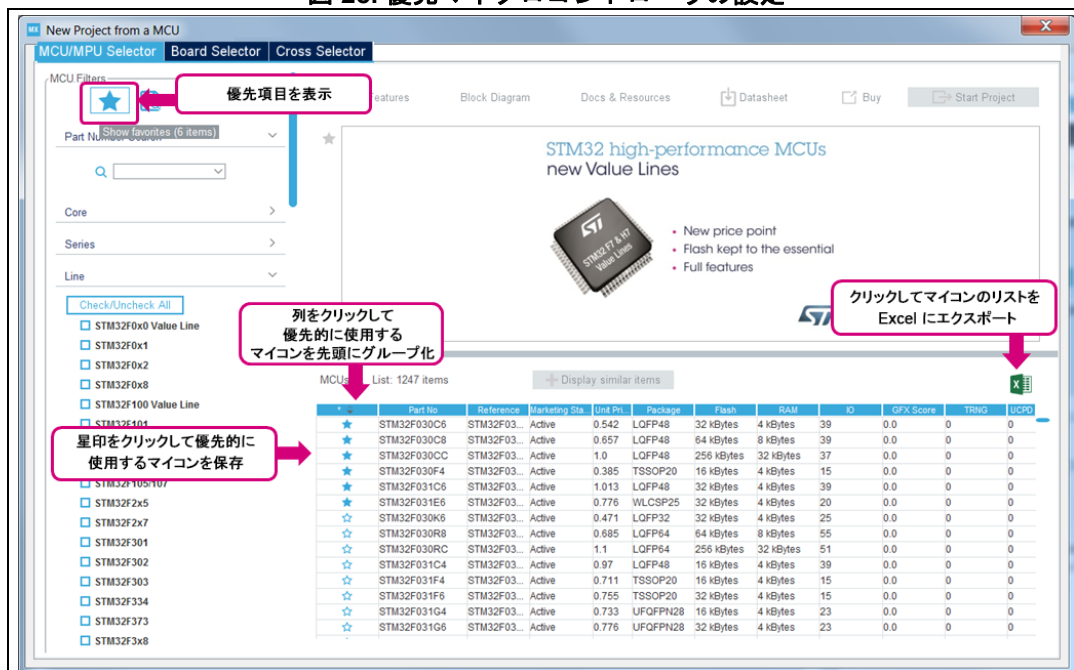 New Project from a MCU
MCU/MPU Selector Board Selector Cross Selector
MCU Filters
優先項目を表示
Show favorites (6 items)
eatures Block Diagram Docs & Resources Datasheet Buy Start Project
Core
Series
Line
Check/Uncheck All
STM32F0x0 Value Line
STM32F0x1
STM32F0x2
STM32F0x8
STM32F100 Value Line
STM32F101
STM32F105/107
STM32F2x5
STM32F2x7
STM32F301
STM32F302
STM32F303
STM32F334
STM32F373
STM32F3x8
STM32 high-performance MCUs
new Value Lines
STM32 F7 & H7
Value Lines
• New price point
• Flash kept to the essential
• Full features
クリックしてマイコンのリストを
Excel にエクスポート
列をクリックして
優先的に使用する
マイコンを先頭にグループ化
星印をクリックして優先的に
使用するマイコンを保存
List: 1247 items
Display similar items
* Part No Reference Marketing Sta... Unit Pri... Package Flash RAM IO GFX Score TRNG UCPD
STM32F030C6 STM32F03... Active 0.542 LQFP48 32 kBytes 4 kBytes 39 0.0 0 0
STM32F030C8 STM32F03... Active 0.657 LQFP48 64 kBytes 8 kBytes 39 0.0 0 0
STM32F030CC STM32F03... Active 1.0 LQFP48 256 kBytes 32 kBytes 37 0.0 0 0
STM32F030F4 STM32F03... Active 0.385 TSSOP20 16 kBytes 4 kBytes 15 0.0 0 0
STM32F031C6 STM32F03... Active 1.013 LQFP48 32 kBytes 4 kBytes 39 0.0 0 0
STM32F031E6 STM32F03... Active 0.776 WLCSP25 32 kBytes 4 kBytes 20 0.0 0 0
STM32F030K6 STM32F03... Active 0.471 LQFP32 32 kBytes 4 kBytes 25 0.0 0 0
STM32F030R8 STM32F03... Active 0.685 LQFP64 64 kBytes 8 kBytes 55 0.0 0 0
STM32F030RC STM32F03... Active 1.1 LQFP64 256 kBytes 32 kBytes 51 0.0 0 0
STM32F031C4 STM32F03... Active 0.97 LQFP48 16 kBytes 4 kBytes 39 0.0 0 0
STM32F031F4 STM32F03... Active 0.711 TSSOP20 16 kBytes 4 kBytes 15 0.0 0 0
STM32F031F6 STM32F03... Active 0.755 TSSOP20 32 kBytes 4 kBytes 15 0.0 0 0
STM32F031G4 STM32F03... Active 0.733 UFQFPN28 16 kBytes 4 kBytes 23 0.0 0 0
STM32F031G6 STM32F03... Active 0.776 UFQFPN28 32 kBytes 4 kBytes 23 0.0 0 0